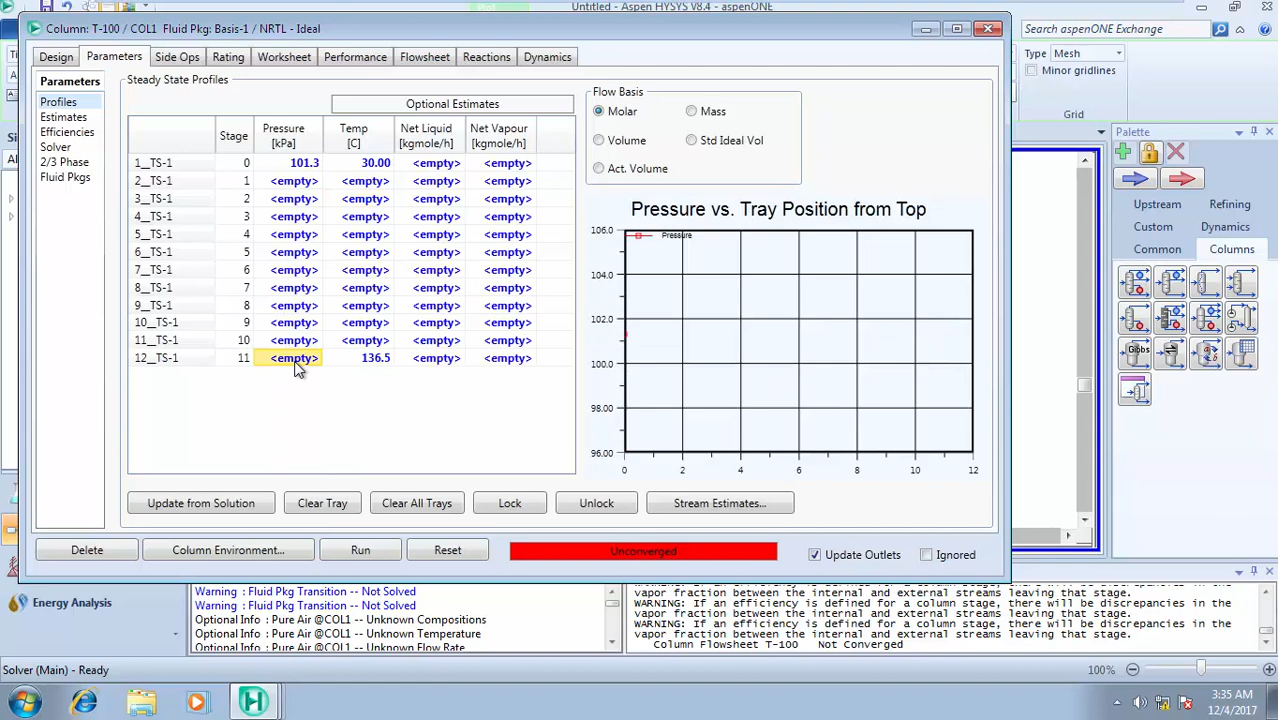 Untitled - Aspen HYSYS V8.4 - aspenONE
Column: T-100 / COL1 Fluid Pkg: Basis-1 / NRTL - Ideal
Search aspenONE Exchange
Design
Parameters
Side Ops
Rating
Worksheet
Performance
Flowsheet
Reactions
Dynamics
Type Mesh
Minor gridlines
Grid
Parameters
Profiles
Estimates
Efficiencies
Solver
2/3 Phase
Fluid Pkgs
Steady State Profiles
Optional Estimates
Stage Pressure [kPa] Temp [C] Net Liquid [kgmole/h] Net Vapour [kgmole/h]
1__TS-1 0 101.3 30.00 <empty> <empty>
2__TS-1 1 <empty> <empty> <empty> <empty>
3__TS-1 2 <empty> <empty> <empty> <empty>
4__TS-1 3 <empty> <empty> <empty> <empty>
5__TS-1 4 <empty> <empty> <empty> <empty>
6__TS-1 5 <empty> <empty> <empty> <empty>
7__TS-1 6 <empty> <empty> <empty> <empty>
8__TS-1 7 <empty> <empty> <empty> <empty>
9__TS-1 8 <empty> <empty> <empty> <empty>
10__TS-1 9 <empty> <empty> <empty> <empty>
11__TS-1 10 <empty> <empty> <empty> <empty>
12__TS-1 11 <empty> 136.5 <empty> <empty>
Flow Basis
Molar Mass
Volume Std Ideal Vol
Act. Volume
Pressure vs. Tray Position from Top
Pressure
106.0
104.0
102.0
100.0
98.00
96.00
0 2 4 6 8 10 12
Update from Solution
Clear Tray
Clear All Trays
Lock
Unlock
Stream Estimates...
Delete
Column Environment...
Run
Reset
Unconverged
Update Outlets
Ignored
Palette
Upstream Refining
Custom Dynamics
Common Columns
Gibbs
Energy Analysis
Warning : Fluid Pkg Transition -- Not Solved
Warning : Fluid Pkg Transition -- Not Solved
Optional Info : Pure Air @COL1 -- Unknown Compositions
Optional Info : Pure Air @COL1 -- Unknown Temperature
Optional Info : Pure Air @COL1 -- Unknown Flow Rate
vapor fraction between the internal and external streams leaving that stage.
WARNING: If an efficiency is defined for a column stage, there will be discrepancies in the
vapor fraction between the internal and external streams leaving that stage.
WARNING: If an efficiency is defined for a column stage, there will be discrepancies in the
vapor fraction between the internal and external streams leaving that stage.
Column Flowsheet T-100 Not Converged
Solver (Main) - Ready
100%
3:35 AM
12/4/2017